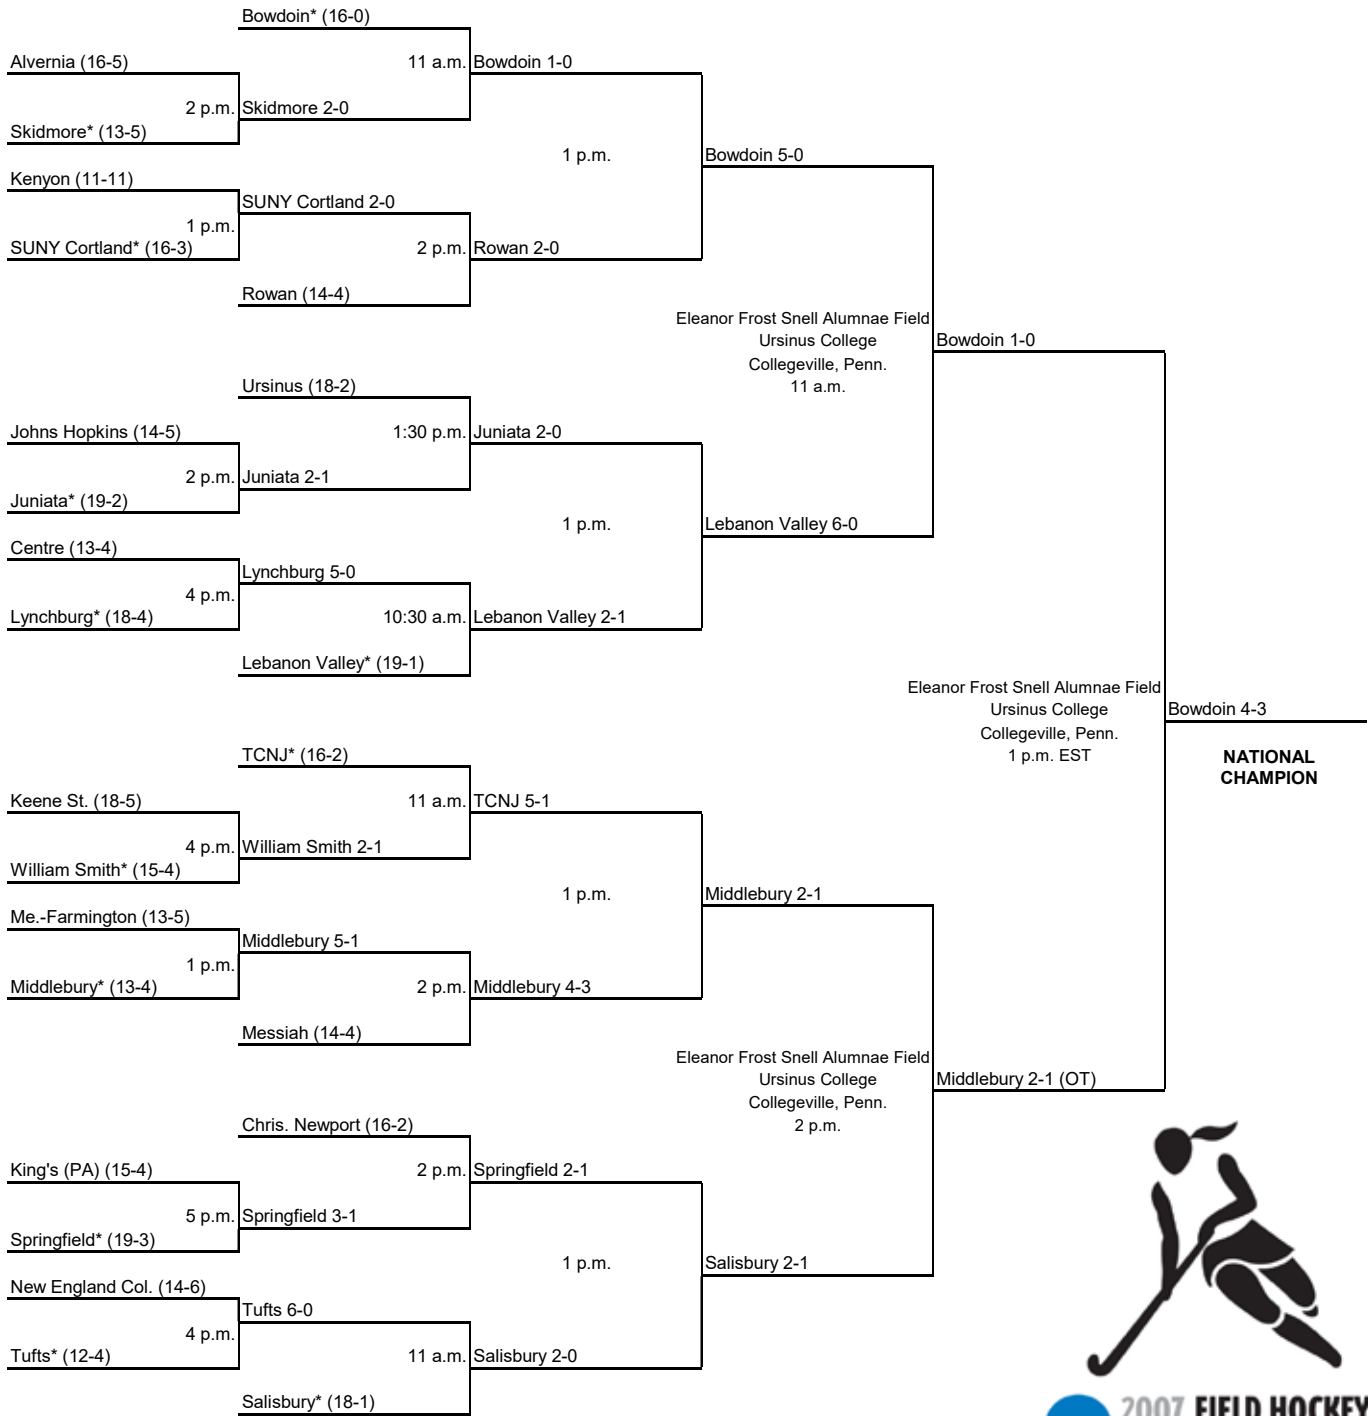 Bowdoin* (16-0)
Alvernia (16-5)
11 a.m.
Bowdoin 1-0
2 p.m.
Skidmore 2-0
Skidmore* (13-5)
1 p.m.
Bowdoin 5-0
Kenyon (11-11)
SUNY Cortland 2-0
1 p.m.
SUNY Cortland* (16-3)
2 p.m.
Rowan 2-0
Rowan (14-4)
Eleanor Frost Snell Alumnae Field
Ursinus College
Collegeville, Penn.
11 a.m.
Bowdoin 1-0
Ursinus (18-2)
Johns Hopkins (14-5)
1:30 p.m.
Juniata 2-0
2 p.m.
Juniata 2-1
Juniata* (19-2)
1 p.m.
Lebanon Valley 6-0
Centre (13-4)
Lynchburg 5-0
4 p.m.
Lynchburg* (18-4)
10:30 a.m.
Lebanon Valley 2-1
Lebanon Valley* (19-1)
Eleanor Frost Snell Alumnae Field
Ursinus College
Collegeville, Penn.
1 p.m. EST
Bowdoin 4-3
NATIONAL
CHAMPION
TCNJ* (16-2)
Keene St. (18-5)
11 a.m.
TCNJ 5-1
4 p.m.
William Smith 2-1
William Smith* (15-4)
1 p.m.
Middlebury 2-1
Me.-Farmington (13-5)
Middlebury 5-1
1 p.m.
Middlebury* (13-4)
2 p.m.
Middlebury 4-3
Messiah (14-4)
Eleanor Frost Snell Alumnae Field
Ursinus College
Collegeville, Penn.
2 p.m.
Middlebury 2-1 (OT)
Chris. Newport (16-2)
King's (PA) (15-4)
2 p.m.
Springfield 2-1
5 p.m.
Springfield 3-1
Springfield* (19-3)
1 p.m.
Salisbury 2-1
New England Col. (14-6)
Tufts 6-0
4 p.m.
Tufts* (12-4)
11 a.m.
Salisbury 2-0
Salisbury* (18-1)
2007 FIELD HOCKEY